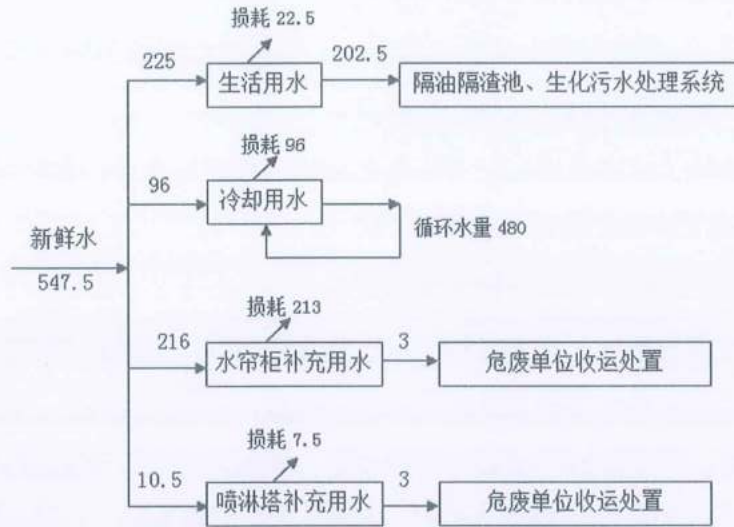 损耗 22.5
225
生活用水
202.5
隔油隔渣池、生化污水处理系统
损耗 96
96
冷却用水
循环水量 480
新鲜水
547.5
损耗 213
216
水帘柜补充用水
3
危废单位收运处置
损耗 7.5
10.5
喷淋塔补充用水
3
危废单位收运处置